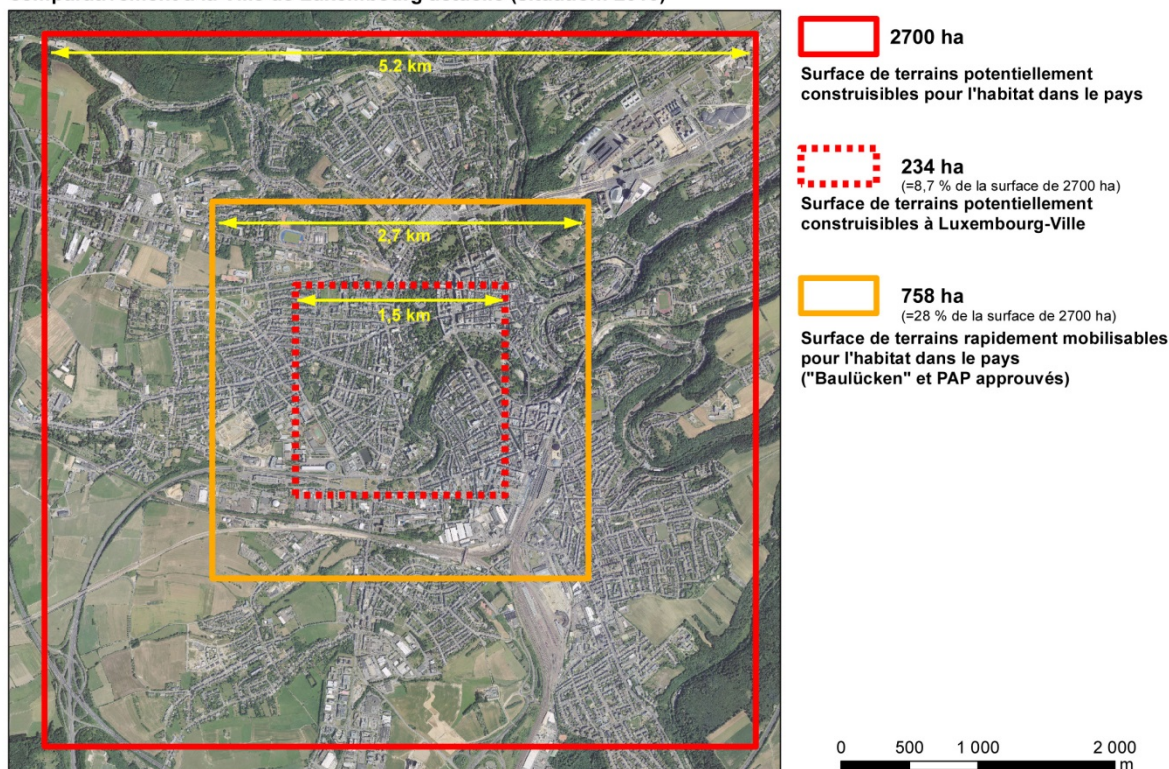 5.2 km
2,7 km
1,5 km
2700 ha
Surface de terrains potentiellement
construisibles pour l'habitat dans le pays
234 ha
(=8,7 % de la surface de 2700 ha)
Surface de terrains potentiellement
construisibles à Luxembourg-Ville
758 ha
(=28 % de la surface de 2700 ha)
Surface de terrains rapidement mobilisables
pour l'habitat dans le pays
("Baulücken" et PAP approuvés)
0 500 1 000 2 000
m